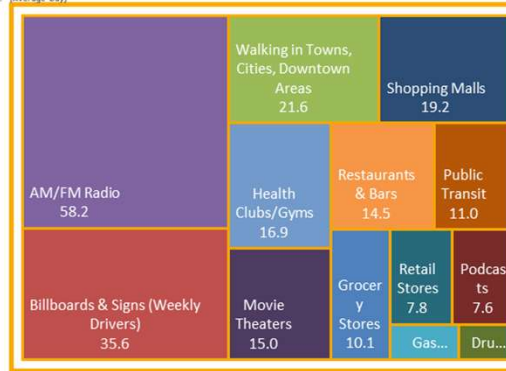 AM/FM Radio
58.2
Billboards & Signs (Weekly
Drivers)
35.6
Walking in Towns,
Cities, Downtown
Areas
21.6
Shopping Malls
19.2
Health
Clubs/Gyms
16.9
Restaurants
& Bars
14.5
Public
Transit
11.0
Movie
Theaters
15.0
Grocer
y
Stores
10.1
Retail
Stores
7.8
Podcas
ts
7.6
Gas...
Dru...